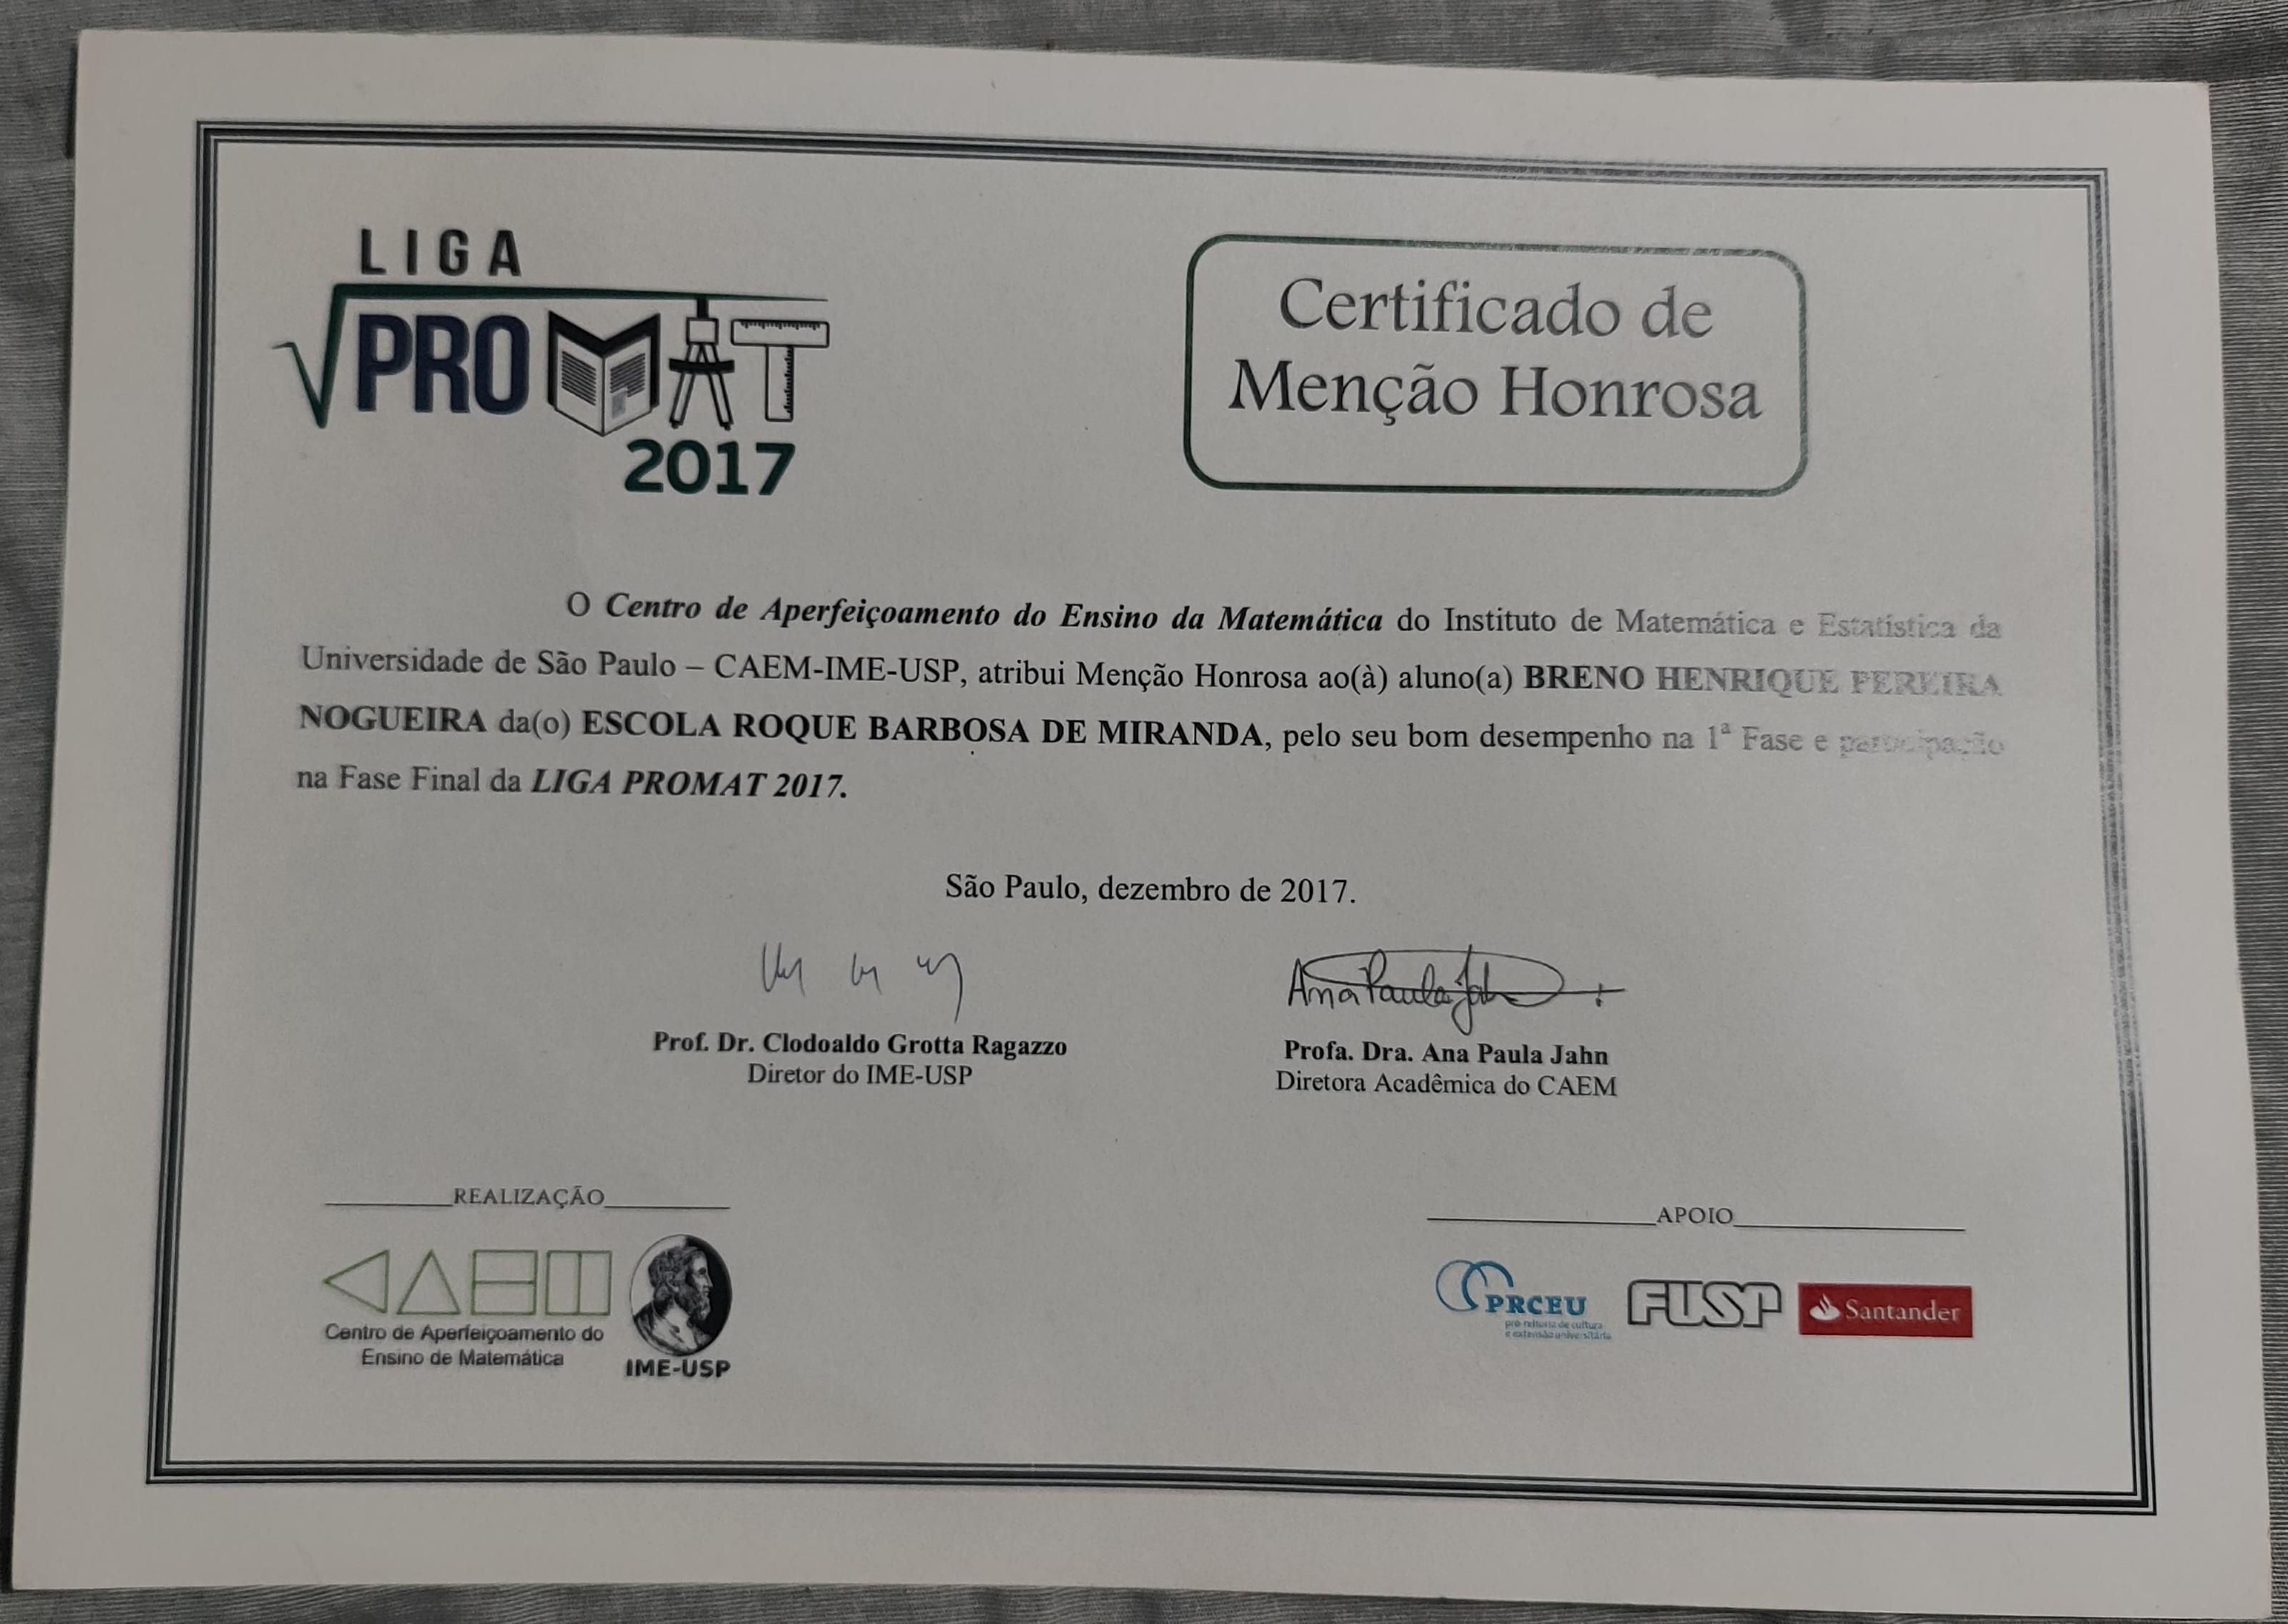 LIGA
PROMAT
2017
Certificado de
Menção Honrosa
O Centro de Aperfeiçoamento do Ensino da Matemática do Instituto de Matemática e Estatística da
Universidade de São Paulo – CAEM-IME-USP, atribui Menção Honrosa ao(à) aluno(a) BRENO HENRIQUE PEREIRA
NOGUEIRA da(o) ESCOLA ROQUE BARBOSA DE MIRANDA, pelo seu bom desempenho na 1ª Fase e participação
na Fase Final da LIGA PROMAT 2017.
São Paulo, dezembro de 2017.
Ana Paula Jahn
Prof. Dr. Clodoaldo Grotta Ragazzo
Diretor do IME-USP
Profa. Dra. Ana Paula Jahn
Diretora Acadêmica do CAEM
REALIZAÇÃO
CAEM
Centro de Aperfeiçoamento do
Ensino de Matemática
IME-USP
APOIO
PRCEU
pró-reitoria de cultura
e extensão universitária
FUSP
Santander